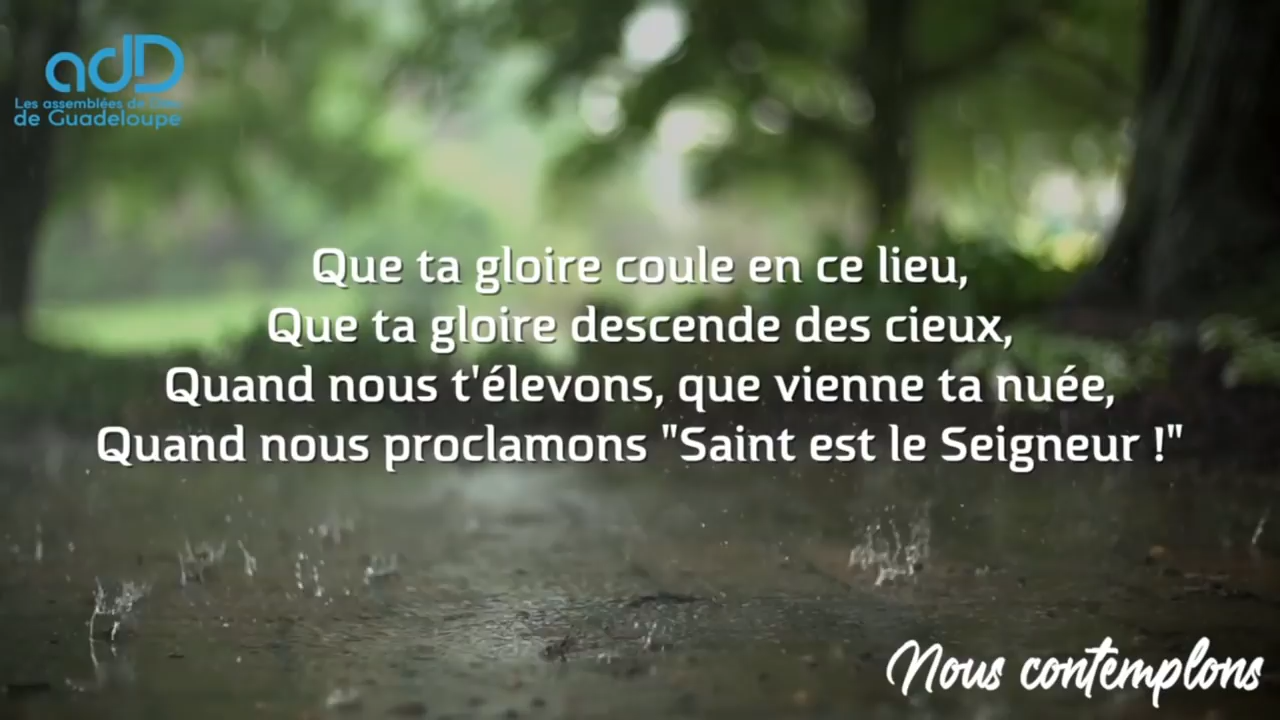 adD
Les assemblées de Dieu
de Guadeloupe
Que ta gloire coule en ce lieu,
Que ta gloire descende des cieux,
Quand nous t'élevons, que vienne ta nuée,
Quand nous proclamons "Saint est le Seigneur !"
Nous contemplons